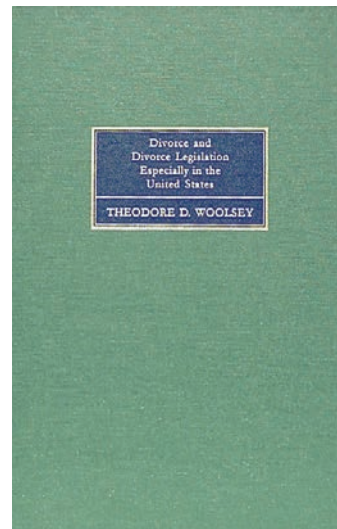 Divorce and
Divorce Legislation
Especially in the
United States
THEODORE D. WOOLSEY